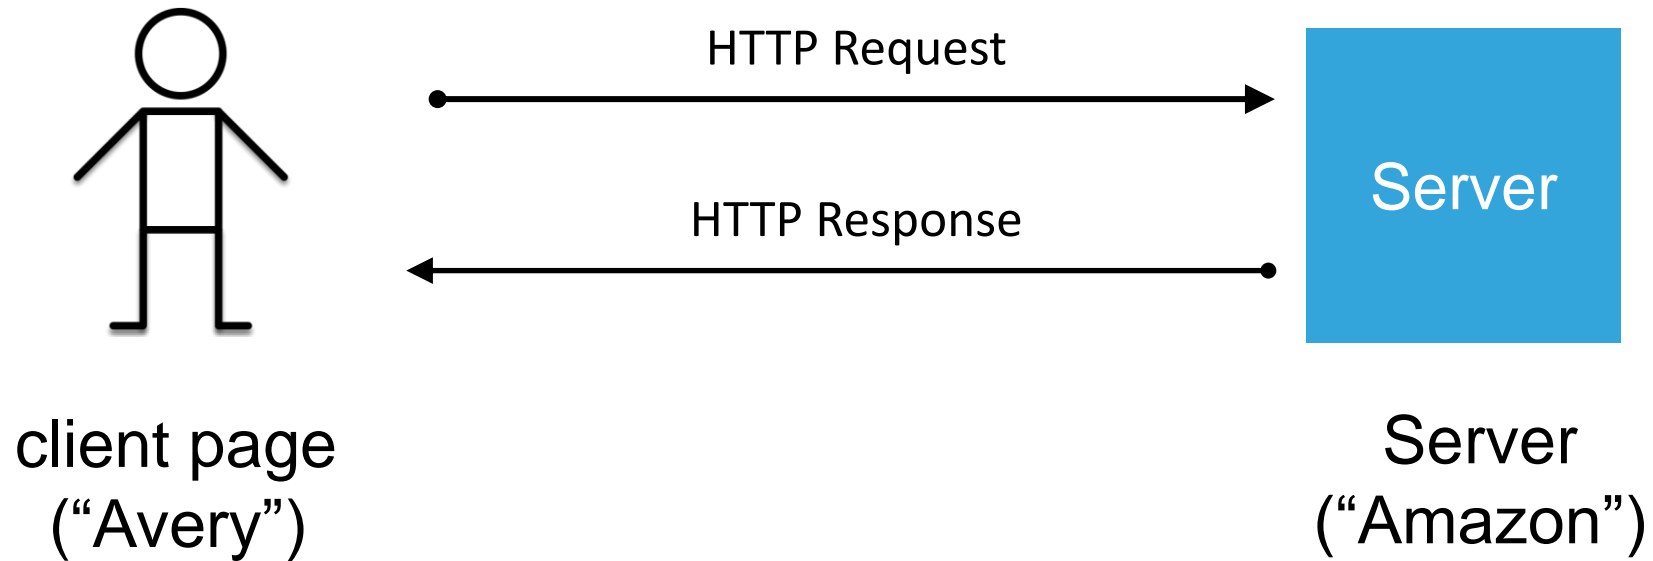 HTTP Request
Server
HTTP Response
client page
(“Avery”)
Server
(“Amazon”)